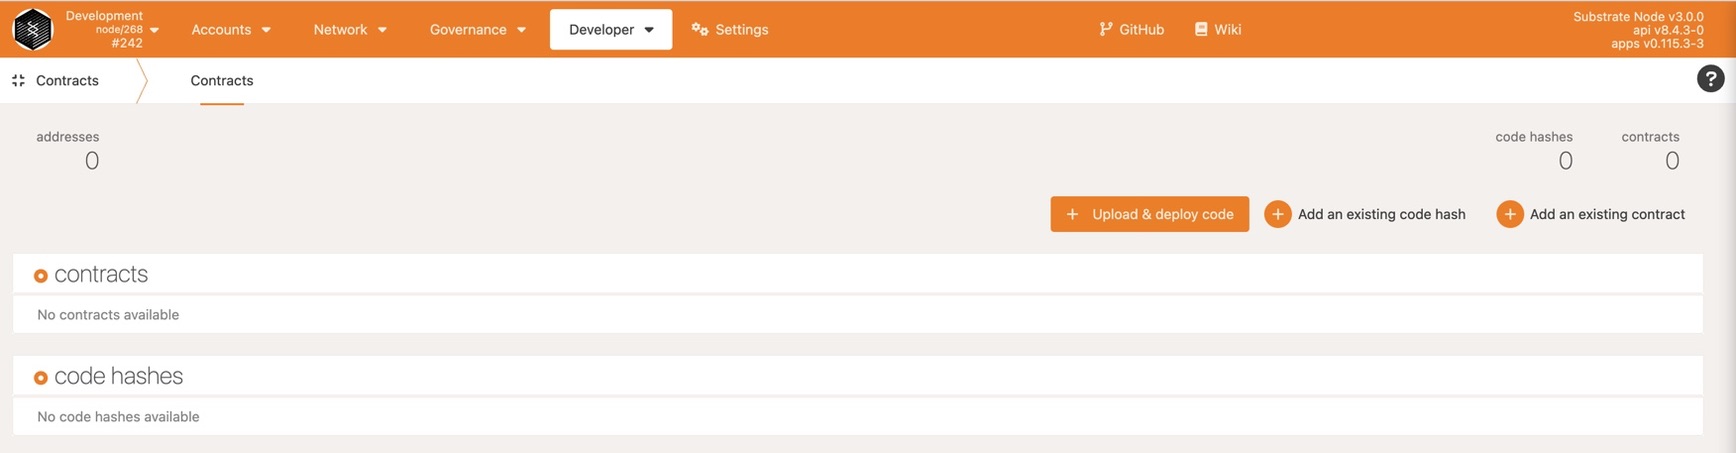 Development
node/268
#242
Accounts
Network
Governance
Developer
Settings
GitHub
Wiki
Substrate Node v3.0.0
api v8.4.3-0
apps v0.115.3-3
Contracts
Contracts
?
addresses
0
code hashes
0
contracts
0
+ Upload & deploy code
+ Add an existing code hash
+ Add an existing contract
contracts
No contracts available
code hashes
No code hashes available